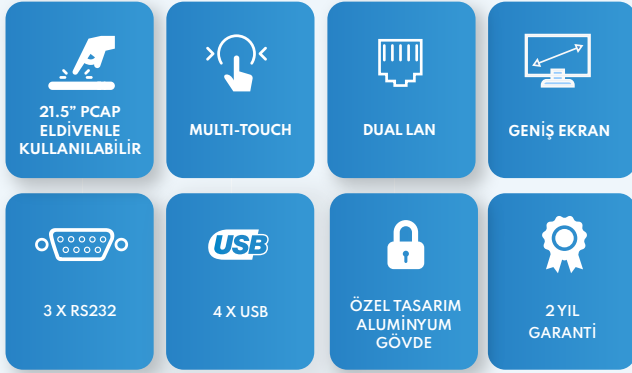 21.5” PCAP
ELDİVENLE
KULLANILABİLİR
MULTI-TOUCH
DUAL LAN
GENİŞ EKRAN
3 X RS232
USB
4 X USB
ÖZEL TASARIM
ALUMİNYUM
GÖVDE
2 YIL
GARANTİ